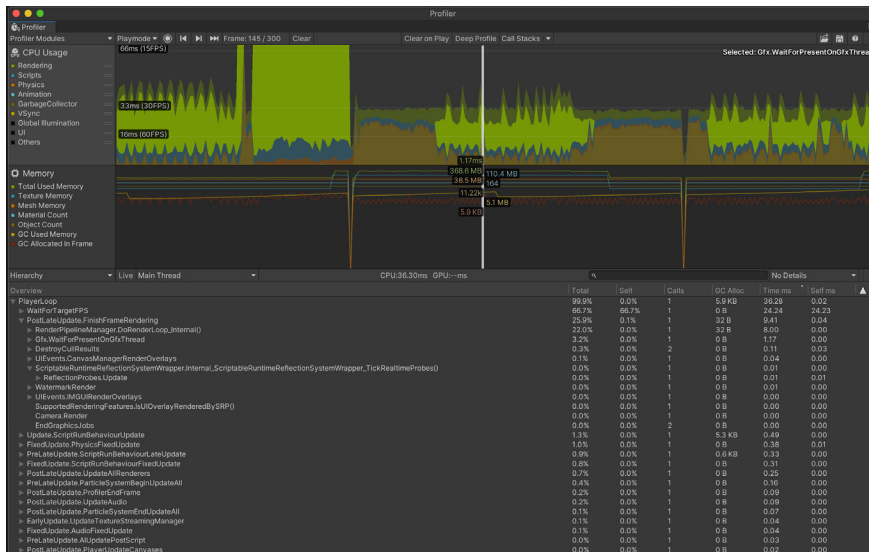 Profiler
Profiler
Profiler Modules Playmode Frame: 145 / 300 Clear Clear on Play Deep Profile Call Stacks
CPU Usage
Rendering
Scripts
Physics
Animation
GarbageCollector
VSync
Global Illumination
UI
Others
66ms (15FPS)
33ms (30FPS)
16ms (60FPS)
Selected: Gfx.WaitForPresentOnGfxThrea
1.17ms
Memory
Total Used Memory
Texture Memory
Mesh Memory
Material Count
Object Count
GC Used Memory
GC Allocated In Frame
368.6 MB 110.4 MB
36.5 MB 164
11.22k 5.1 MB
5.9 KB
Hierarchy Live Main Thread CPU:36.30ms GPU:--ms No Details
Overview Total Self Calls GC Alloc Time ms Self ms
PlayerLoop 99.9% 0.0% 1 5.9 KB 36.28 0.02
WaitForTargetFPS 66.7% 66.7% 1 0 B 24.24 24.23
PostLateUpdate.FinishFrameRendering 25.9% 0.1% 1 32 B 9.41 0.04
RenderPipelineManager.DoRenderLoop_Internal() 22.0% 0.0% 1 32 B 8.00 0.00
Gfx.WaitForPresentOnGfxThread 3.2% 0.0% 1 0 B 1.17 0.00
DestroyCullResults 0.3% 0.0% 2 0 B 0.11 0.03
UIEvents.CanvasManagerRenderOverlays 0.1% 0.0% 1 0 B 0.04 0.00
ScriptableRuntimeReflectionSystemWrapper.Internal_ScriptableRuntimeReflectionSystemWrapper_TickRealtimeProbes() 0.0% 0.0% 1 0 B 0.01 0.00
ReflectionProbes.Update 0.0% 0.0% 1 0 B 0.01 0.01
WatermarkRender 0.0% 0.0% 1 0 B 0.01 0.01
UIEvents.IMGUIRenderOverlays 0.0% 0.0% 1 0 B 0.00 0.00
SupportedRenderingFeatures.IsUIOverlayRenderedBySRP() 0.0% 0.0% 1 0 B 0.00 0.00
Camera.Render 0.0% 0.0% 1 0 B 0.00 0.00
EndGraphicsJobs 0.0% 0.0% 2 0 B 0.00 0.00
Update.ScriptRunBehaviourUpdate 1.3% 0.0% 1 5.3 KB 0.49 0.00
FixedUpdate.PhysicsFixedUpdate 1.0% 0.0% 1 0 B 0.38 0.01
PreLateUpdate.ScriptRunBehaviourLateUpdate 0.9% 0.0% 1 0.6 KB 0.33 0.00
FixedUpdate.ScriptRunBehaviourFixedUpdate 0.8% 0.0% 1 0 B 0.31 0.00
PostLateUpdate.UpdateAllRenderers 0.7% 0.0% 1 0 B 0.25 0.00
PreLateUpdate.ParticleSystemBeginUpdateAll 0.4% 0.0% 1 0 B 0.16 0.00
PostLateUpdate.ProfilerEndFrame 0.2% 0.0% 1 0 B 0.09 0.00
PostLateUpdate.UpdateAudio 0.2% 0.0% 1 0 B 0.09 0.00
PostLateUpdate.ParticleSystemEndUpdateAll 0.1% 0.0% 1 0 B 0.07 0.00
EarlyUpdate.UpdateTextureStreamingManager 0.1% 0.0% 1 0 B 0.04 0.00
FixedUpdate.AudioFixedUpdate 0.1% 0.0% 1 0 B 0.04 0.00
PreLateUpdate.AIUpdatePostScript 0.0% 0.0% 1 0 B 0.03 0.00
PostLateUpdate.PlayerUpdateCanvases 0.0% 0.0% 1 0 B 0.02 0.00